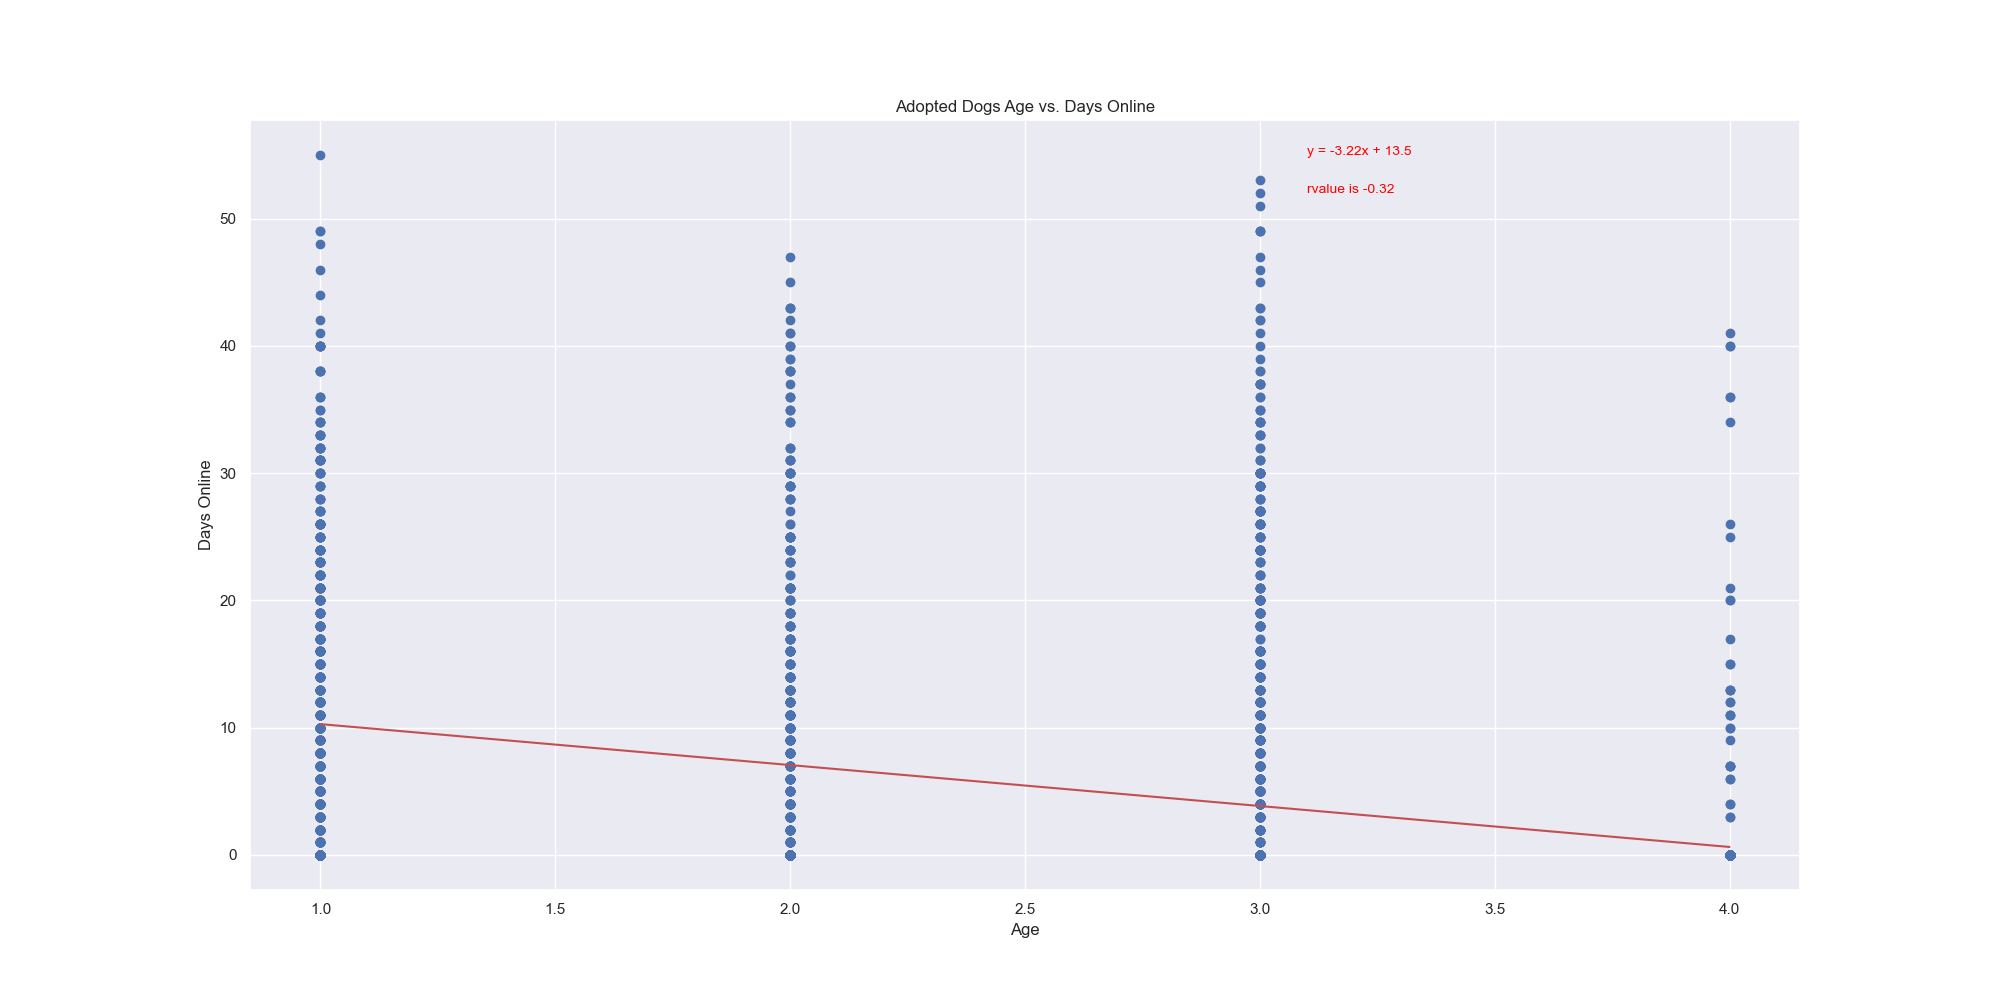 Adopted Dogs Age vs. Days Online
y = -3.22x + 13.5
rvalue is -0.32
50
40
30
20
10
0
Days Online
1.0 1.5 2.0 2.5 3.0 3.5 4.0
Age